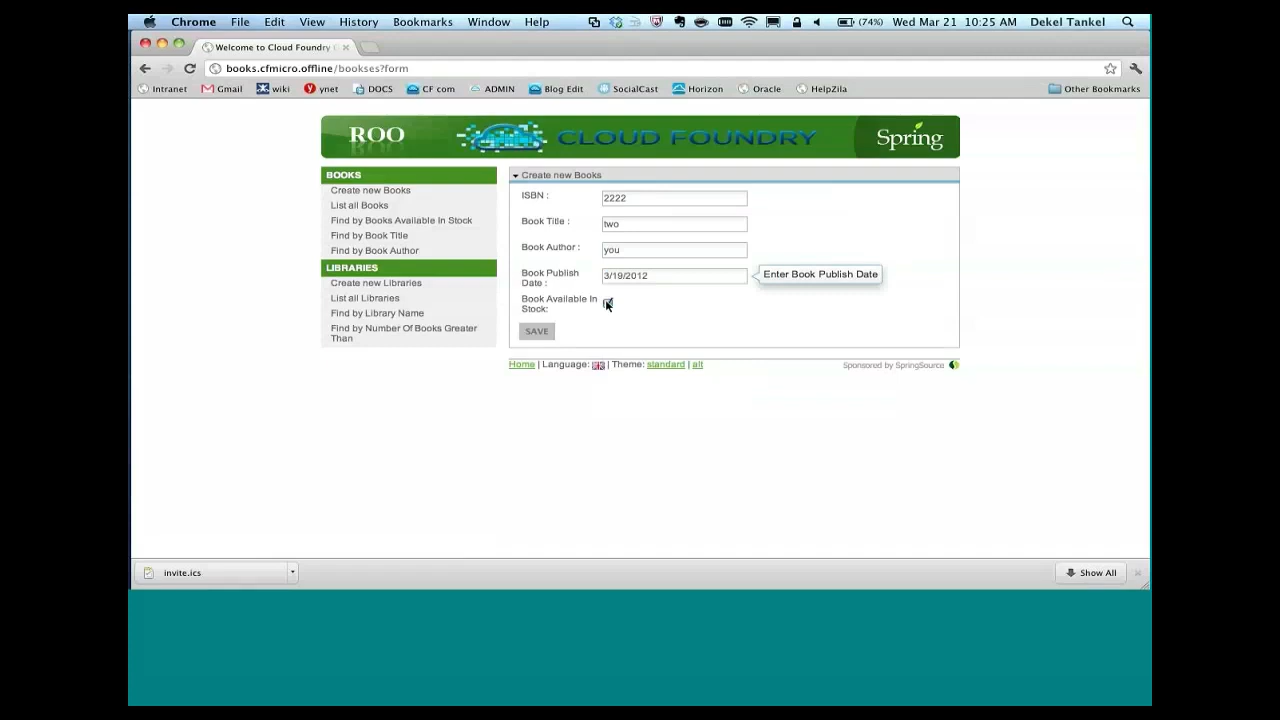 Chrome File Edit View History Bookmarks Window Help (74%) Wed Mar 21 10:25 AM Dekel Tankel
Welcome to Cloud Foundry
books.cfmicro.offline/bookses?form
Intranet Gmail wiki ynet DOCS CF com ADMIN Blog Edit SocialCast Horizon Oracle HelpZila Other Bookmarks
ROO CLOUD FOUNDRY Spring
BOOKS
Create new Books
List all Books
Find by Books Available In Stock
Find by Book Title
Find by Book Author
LIBRARIES
Create new Libraries
List all Libraries
Find by Library Name
Find by Number Of Books Greater
Than
Create new Books
ISBN : 2222
Book Title : two
Book Author : you
Book Publish
Date : 3/19/2012 Enter Book Publish Date
Book Available In
Stock:
SAVE
Home | Language: | Theme: standard | alt Sponsored by SpringSource
invite.ics Show All